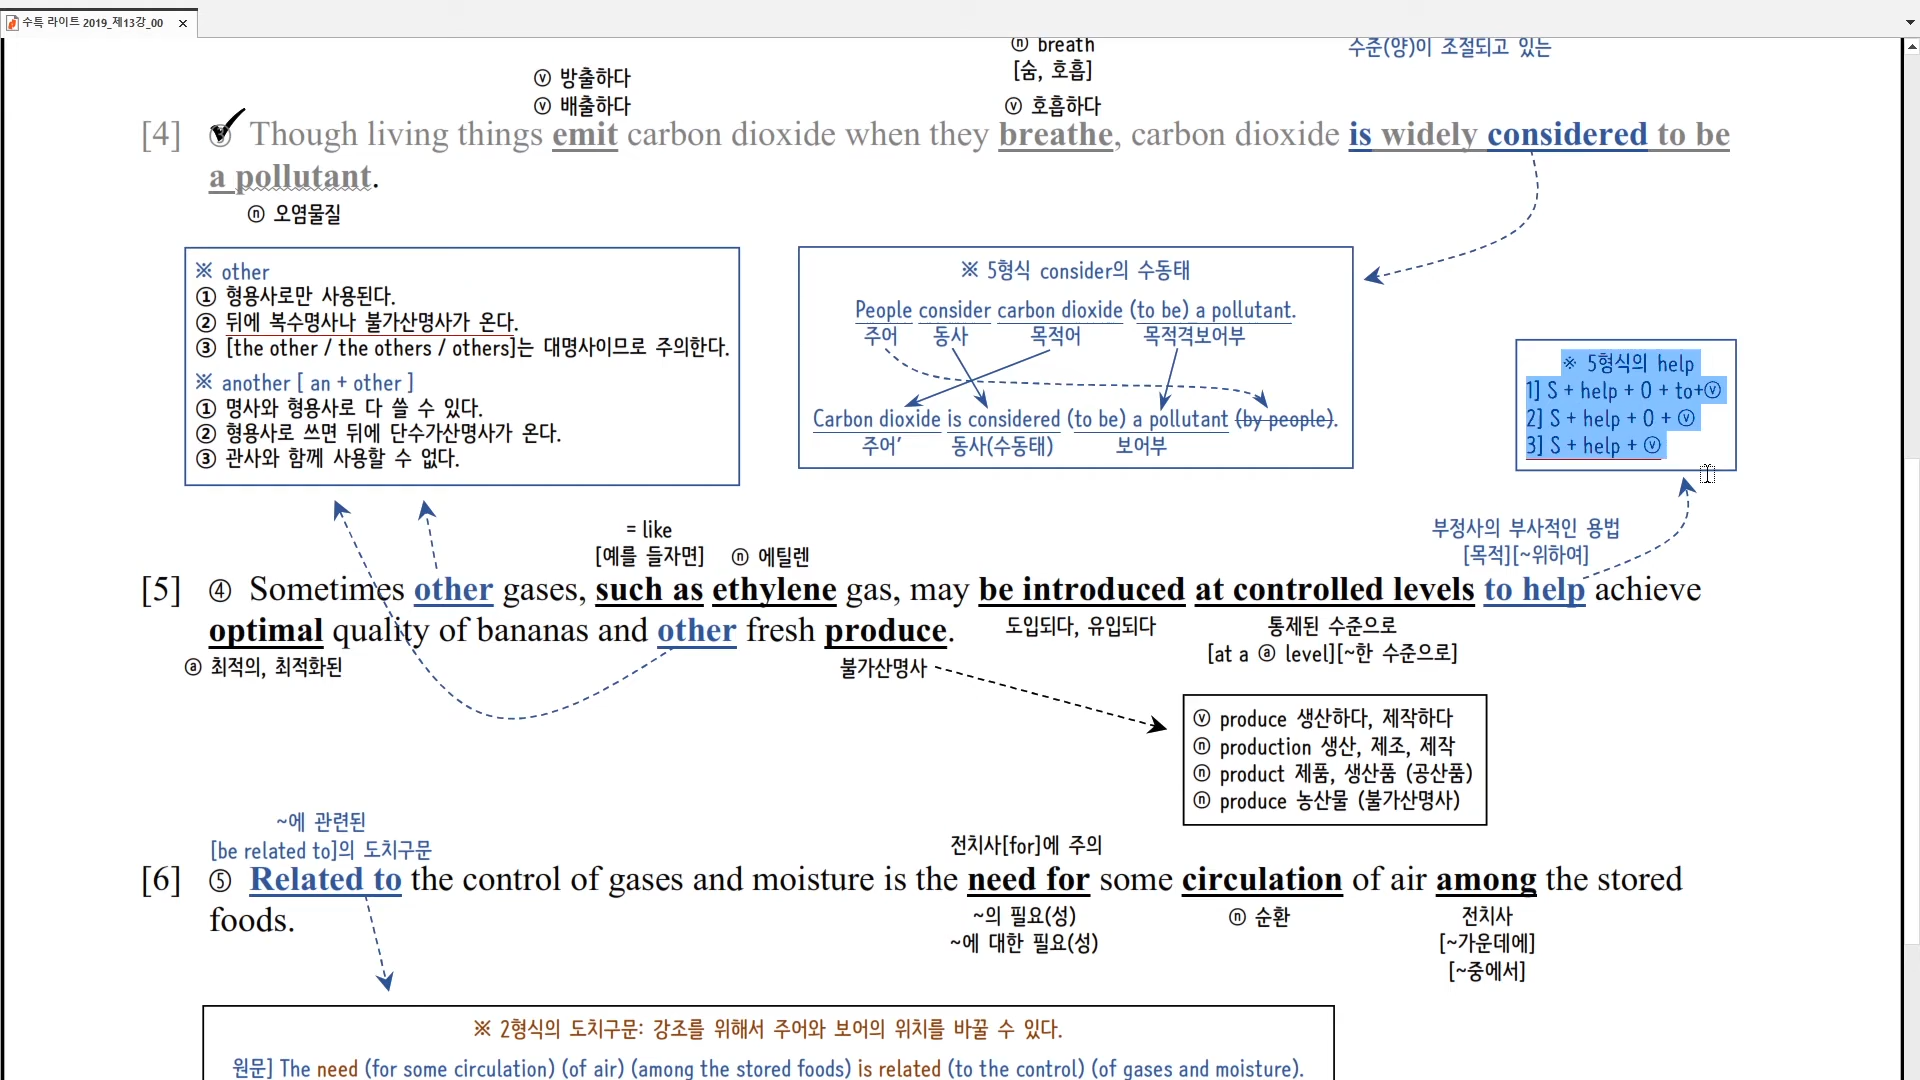 수특 라이트 2019_제13강_00
ⓝ breath
수준(양)이 조절되고 있는
[숨, 호흡]
ⓥ 방출하다
ⓥ 배출하다
ⓥ 호흡하다
[4] ③ Though living things emit carbon dioxide when they breathe, carbon dioxide is widely considered to be
a pollutant.
ⓝ 오염물질
※ other
① 형용사로만 사용된다.
② 뒤에 복수명사나 불가산명사가 온다.
③ [the other / the others / others]는 대명사이므로 주의한다.
※ another [ an + other ]
① 명사와 형용사로 다 쓸 수 있다.
② 형용사로 쓰면 뒤에 단수가산명사가 온다.
③ 관사와 함께 사용할 수 없다.
※ 5형식 consider의 수동태
People consider carbon dioxide (to be) a pollutant.
주어 동사 목적어 목적격보어부
Carbon dioxide is considered (to be) a pollutant (by people).
주어′ 동사(수동태) 보어부
※ 5형식의 help
1] S + help + O + to+ⓥ
2] S + help + O + ⓥ
3] S + help + ⓥ
= like
[예를 들자면] ⓝ 에틸렌
부정사의 부사적인 용법
[목적][~위하여]
[5] ④ Sometimes other gases, such as ethylene gas, may be introduced at controlled levels to help achieve
optimal quality of bananas and other fresh produce.
도입되다, 유입되다
통제된 수준으로
[at a ⓐ level][~한 수준으로]
ⓐ 최적의, 최적화된
불가산명사
ⓥ produce 생산하다, 제작하다
ⓝ production 생산, 제조, 제작
ⓝ product 제품, 생산품 (공산품)
ⓝ produce 농산물 (불가산명사)
~에 관련된
[be related to]의 도치구문
전치사[for]에 주의
[6] ⑤ Related to the control of gases and moisture is the need for some circulation of air among the stored
foods.
~의 필요(성)
~에 대한 필요(성)
ⓝ 순환
전치사
[~가운데에]
[~중에서]
※ 2형식의 도치구문: 강조를 위해서 주어와 보어의 위치를 바꿀 수 있다.
원문] The need (for some circulation) (of air) (among the stored foods) is related (to the control) (of gases and moisture).